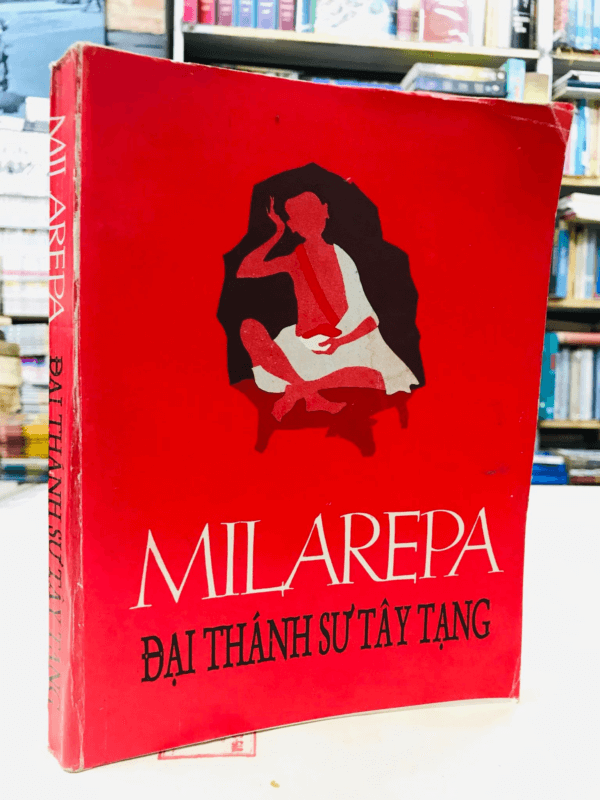 MILAREPA
ĐẠI THÁNH SƯ TÂY TẠNG
MILAREPA ĐẠI THÁNH SƯ TÂY TẠNG